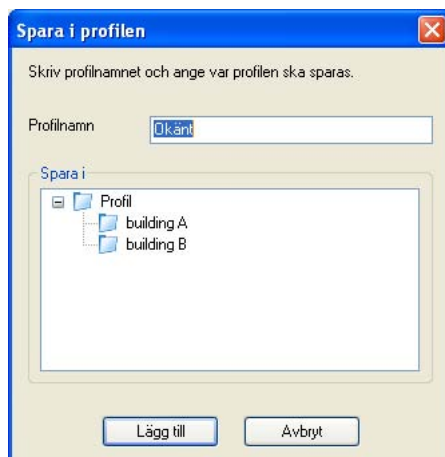 Spara i profilen
Skriv profilnamnet och ange var profilen ska sparas.
Profilnamn
Okänt
Spara i
Profil
building A
building B
Lägg till
Avbryt